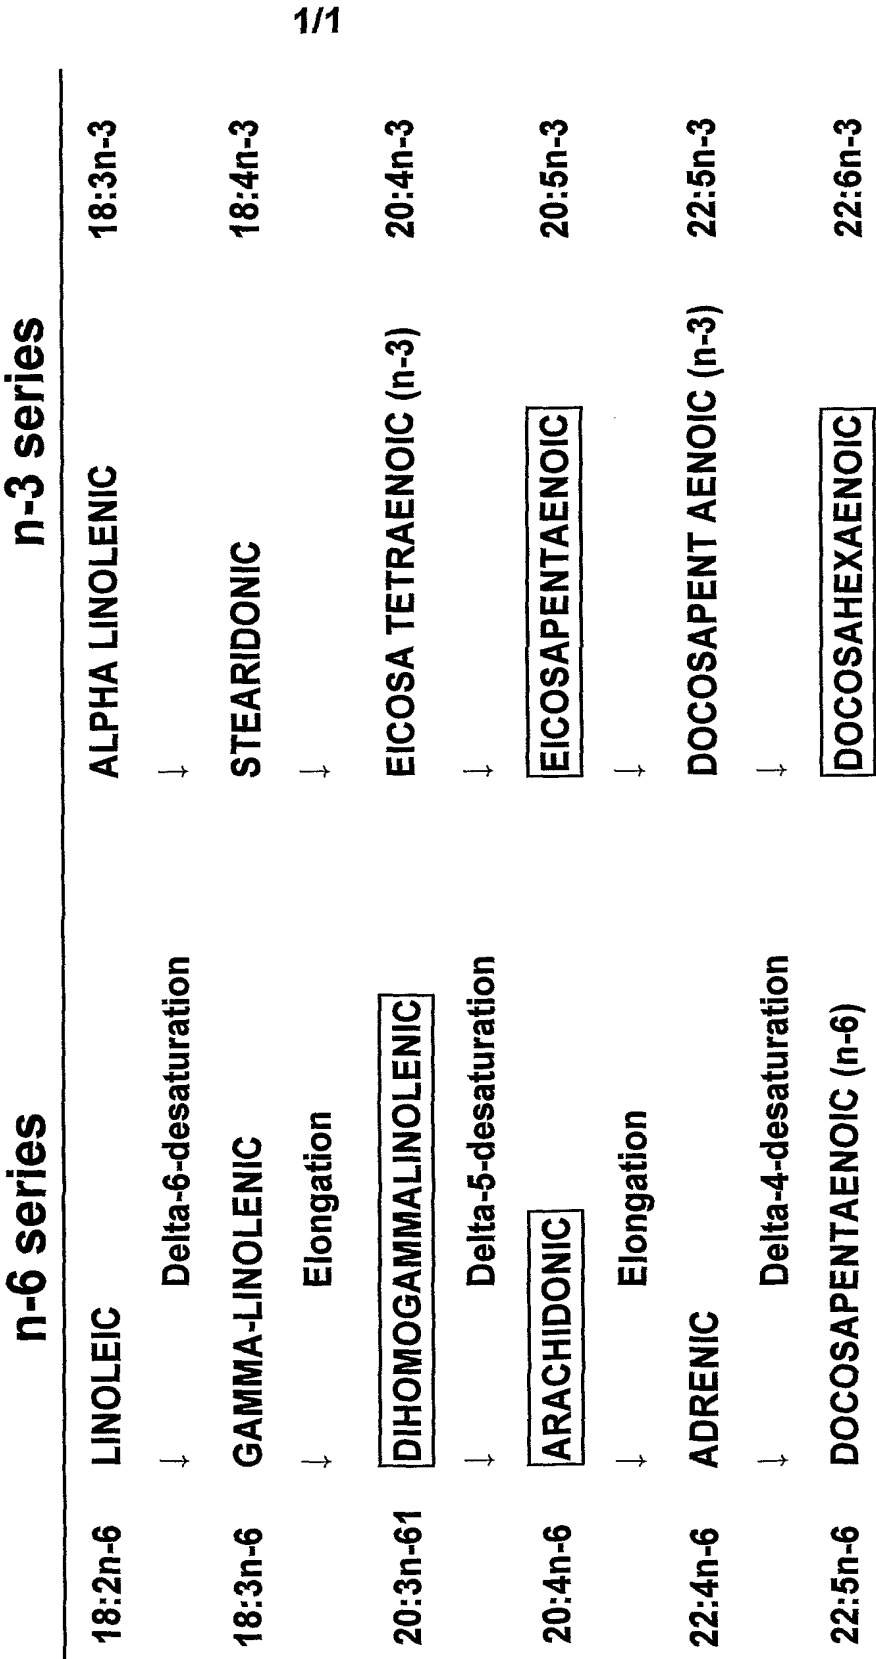 1/1
n-6 series n-3 series
18:2n-6 LINOLEIC ALPHA LINOLENIC 18:3n-3
↓ Delta-6-desaturation ↓
18:3n-6 GAMMA-LINOLENIC STEARIDONIC 18:4n-3
↓ Elongation ↓
20:3n-61 DIHOMOGAMMALINOLENIC EICOSA TETRAENOIC (n-3) 20:4n-3
↓ Delta-5-desaturation ↓
20:4n-6 ARACHIDONIC EICOSAPENTAENOIC 20:5n-3
↓ Elongation ↓
22:4n-6 ADRENIC DOCOSAPENT AENOIC (n-3) 22:5n-3
↓ Delta-4-desaturation ↓
22:5n-6 DOCOSAPENTAENOIC (n-6) DOCOSAHEXAENOIC 22:6n-3